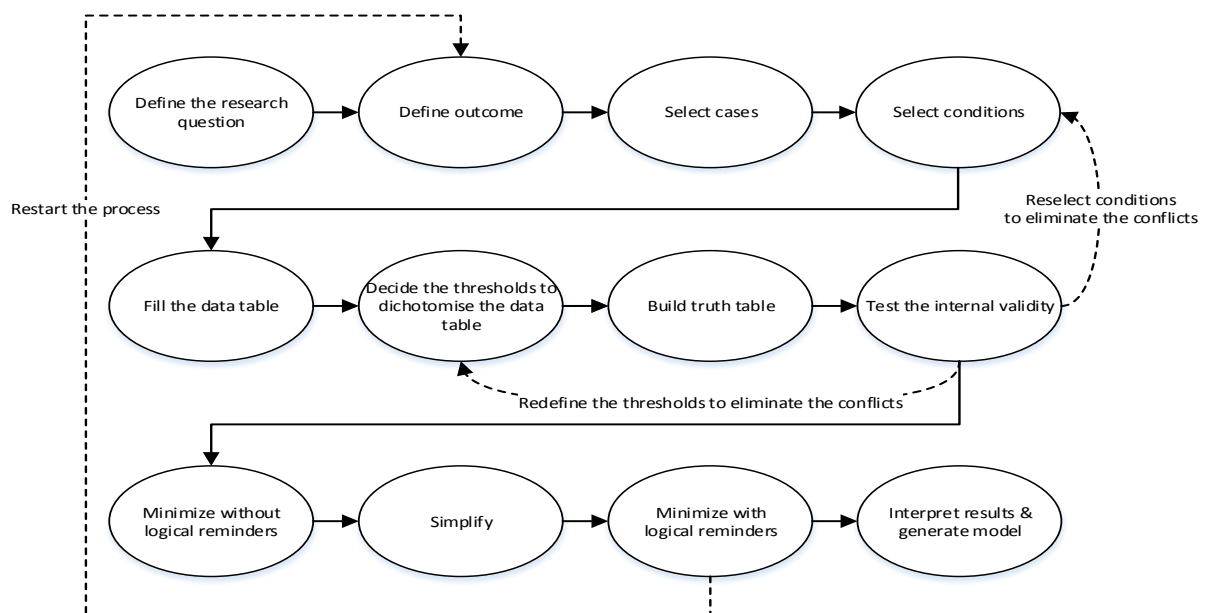 Define the research
question
Define outcome
Select cases
Select conditions
Restart the process
Reselect conditions
to eliminate the conflicts
Fill the data table
Decide the thresholds to
dichotomise the data
table
Build truth table
Test the internal validity
Redefine the thresholds to eliminate the conflicts
Minimize without
logical reminders
Simplify
Minimize with
logical reminders
Interpret results &
generate model